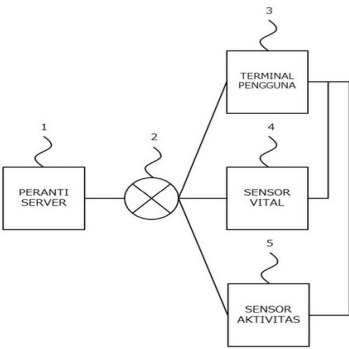 3
TERMINAL
PENGGUNA
1
2
4
PERANTI
SERVER
SENSOR
VITAL
5
SENSOR
AKTIVITAS